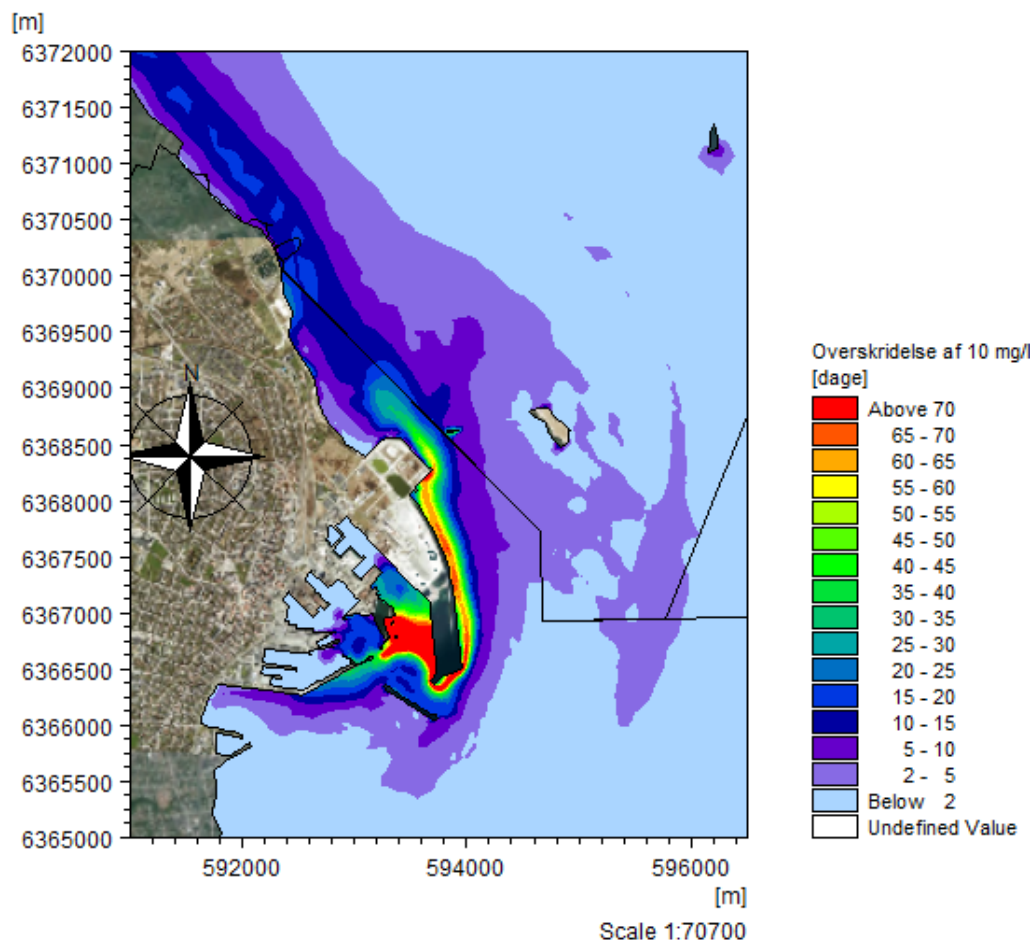 [m]
6372000
6371500
6371000
6370500
6370000
6369500
6369000
6368500
6368000
6367500
6367000
6366500
6366000
6365500
6365000
N
592000
594000
596000
[m]
Scale 1:70700
Overskridelse af 10 mg/l
[dage]
Above 70
65 - 70
60 - 65
55 - 60
50 - 55
45 - 50
40 - 45
35 - 40
30 - 35
25 - 30
20 - 25
15 - 20
10 - 15
5 - 10
2 - 5
Below 2
Undefined Value